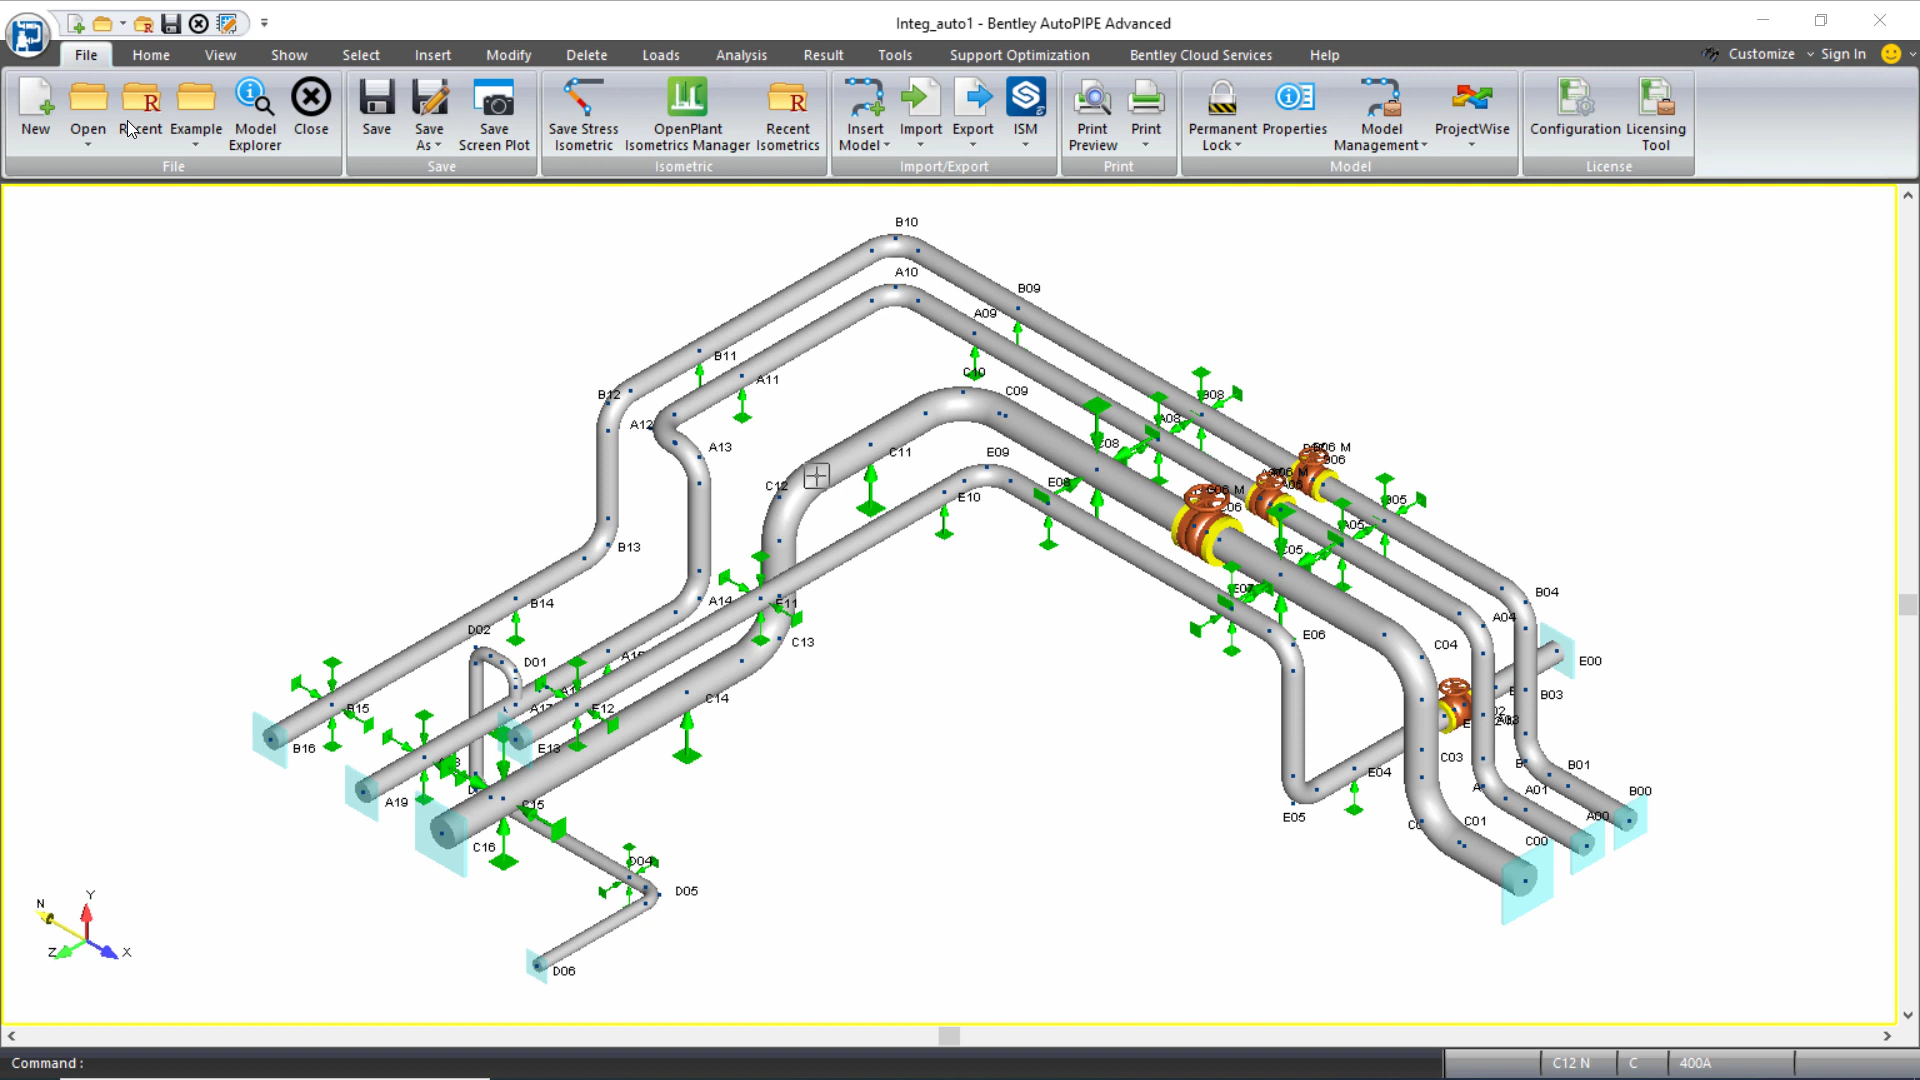 Integ_auto1 - Bentley AutoPIPE Advanced
File Home View Show Select Insert Modify Delete Loads Analysis Result Tools Support Optimization Bentley Cloud Services Help Customize Sign In
New Open Recent Example Model Explorer Close
Save Save As Save Screen Plot
Save Stress Isometric OpenPlant Isometrics Manager Recent Isometrics
Insert Model Import Export ISM
Print Preview Print
Permanent Lock Properties Model Management ProjectWise
Configuration Licensing Tool
File Save Isometric Import/Export Print Model License
B10
A10
B09
A09
B11
C10
A11
C09
B12
B08
A12
A08
A13
C08
C11
E09
C12
E08
E10
B05
A05
B13
C05
E07
B04
A14
E11
B14
A04
D02
E06
C13
C04
D01
E00
C14
B03
B15
E12
E13
B16
C03
B01
E04
A19
C15
A01
B00
E05
C01
A00
C16
C00
D04
D05
D06
N
Y
Z
X
Command :
C12 N C 400A